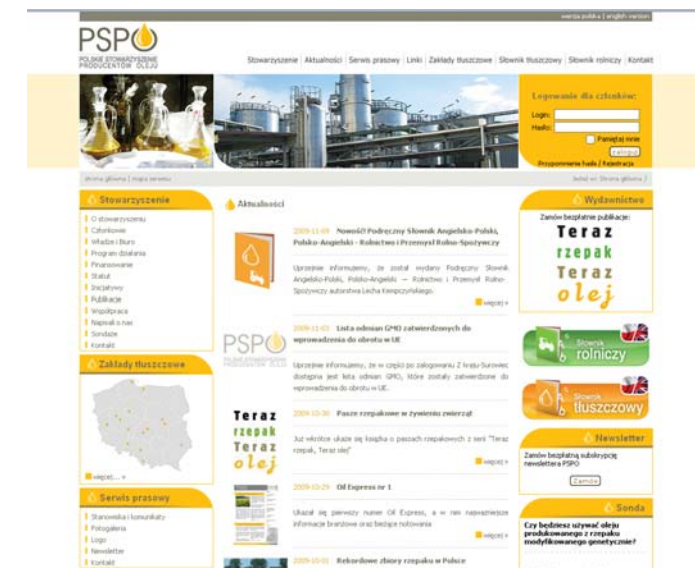 wersja polska | english version
PSPO
POLSKIE STOWARZYSZENIE
PRODUCENTÓW OLEJU
Stowarzyszenie | Aktualności | Serwis prasowy | Linki | Zakłady tłuszczowe | Słownik tłuszczowy | Słownik rolniczy | Kontakt
Logowanie dla członków:
Login:
Hasło:
Pamiętaj mnie
zaloguj
Przypomnienie hasła / Rejestracja
strona główna | mapa serwisu
Jesteś w: Strona główna /
Stowarzyszenie
O stowarzyszeniu
Członkowie
Władze i Biuro
Program działania
Finansowanie
Statut
Inicjatywy
Publikacje
Współpraca
Napisali o nas
Sondaże
Kontakt
Zakłady tłuszczowe
więcej... »
Serwis prasowy
Stanowiska i komunikaty
Fotogaleria
Logo
Newsletter
Kontakt
Aktualności
2009-11-09 Nowość! Podręczny Słownik Angielsko-Polski,
Polsko-Angielski - Rolnictwo i Przemysł Rolno-Spożywczy
Uprzejmie informujemy, że został wydany Podręczny Słownik
Angielsko-Polski, Polsko-Angielski — Rolnictwo i Przemysł Rolno-
Spożywczy autorstwa Lecha Kempczyńskiego.
więcej »
PSPO
POLSKIE STOWARZYSZENIE
PRODUCENTÓW OLEJU
2009-11-03 Lista odmian GMO zatwierdzonych do
wprowadzenia do obrotu w UE
Uprzejmie informujemy, że w części po zalogowaniu Z kraju-Surowiec
dostępna jest lista odmian GMO, które zostały zatwierdzone do
wprowadzenia do obrotu w UE.
Teraz
rzepak
Teraz
olej
2009-10-30 Pasze rzepakowe w żywieniu zwierząt
Już wkrótce ukaże się książka o paszach rzepakowych z serii "Teraz
rzepak, Teraz olej"
więcej »
2009-10-29 Oil Express nr 1
Ukazał się pierwszy numer Oil Express, a w nim najważniejsze
informacje branżowe oraz bieżące notowania
więcej »
2009-10-02 Rekordowe zbiory rzepaku w Polsce
Wydawnictwo
Zamów bezpłatnie publikacje:
Teraz
rzepak
Teraz
olej
Słownik
rolniczy
Słownik
tłuszczowy
Newsletter
Zamów bezpłatną subskrypcję
newslettera PSPO
Zamów
Sonda
Czy będziesz używać oleju
produkowanego z rzepaku
modyfikowanego genetycznie?